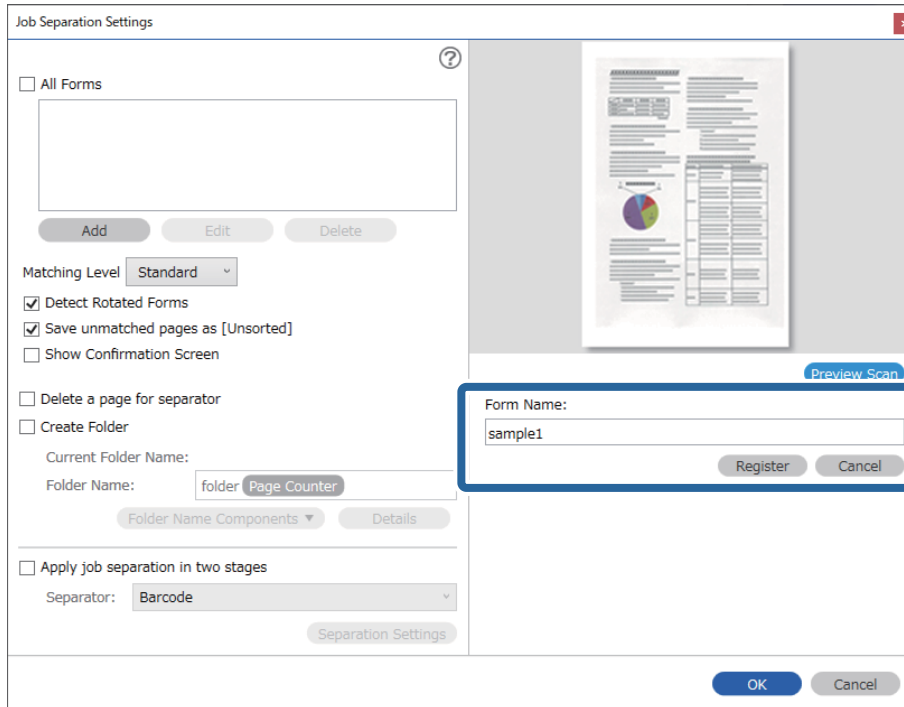 Job Separation Settings
?
All Forms
Add Edit Delete
Matching Level Standard
Detect Rotated Forms
Save unmatched pages as [Unsorted]
Show Confirmation Screen
Delete a page for separator
Create Folder
Current Folder Name:
Folder Name: folder Page Counter
Folder Name Components ▼ Details
Apply job separation in two stages
Separator: Barcode
Separation Settings
Preview Scan
Form Name:
sample1
Register Cancel
OK Cancel